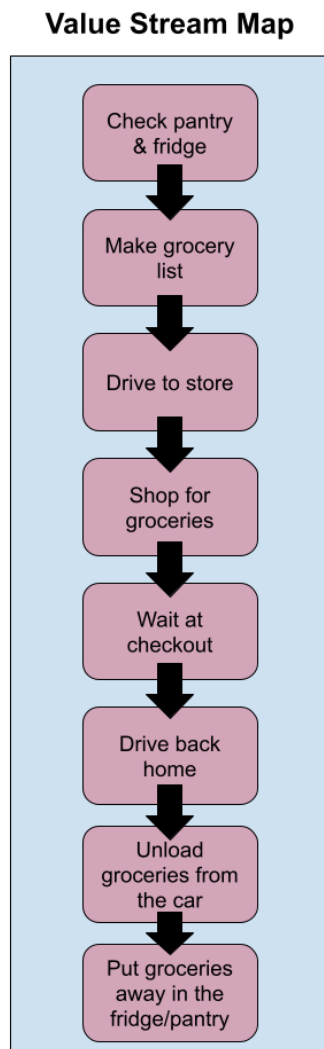 Value Stream Map
Check pantry
& fridge
Make grocery
list
Drive to store
Shop for
groceries
Wait at
checkout
Drive back
home
Unload
groceries from
the car
Put groceries
away in the
fridge/pantry